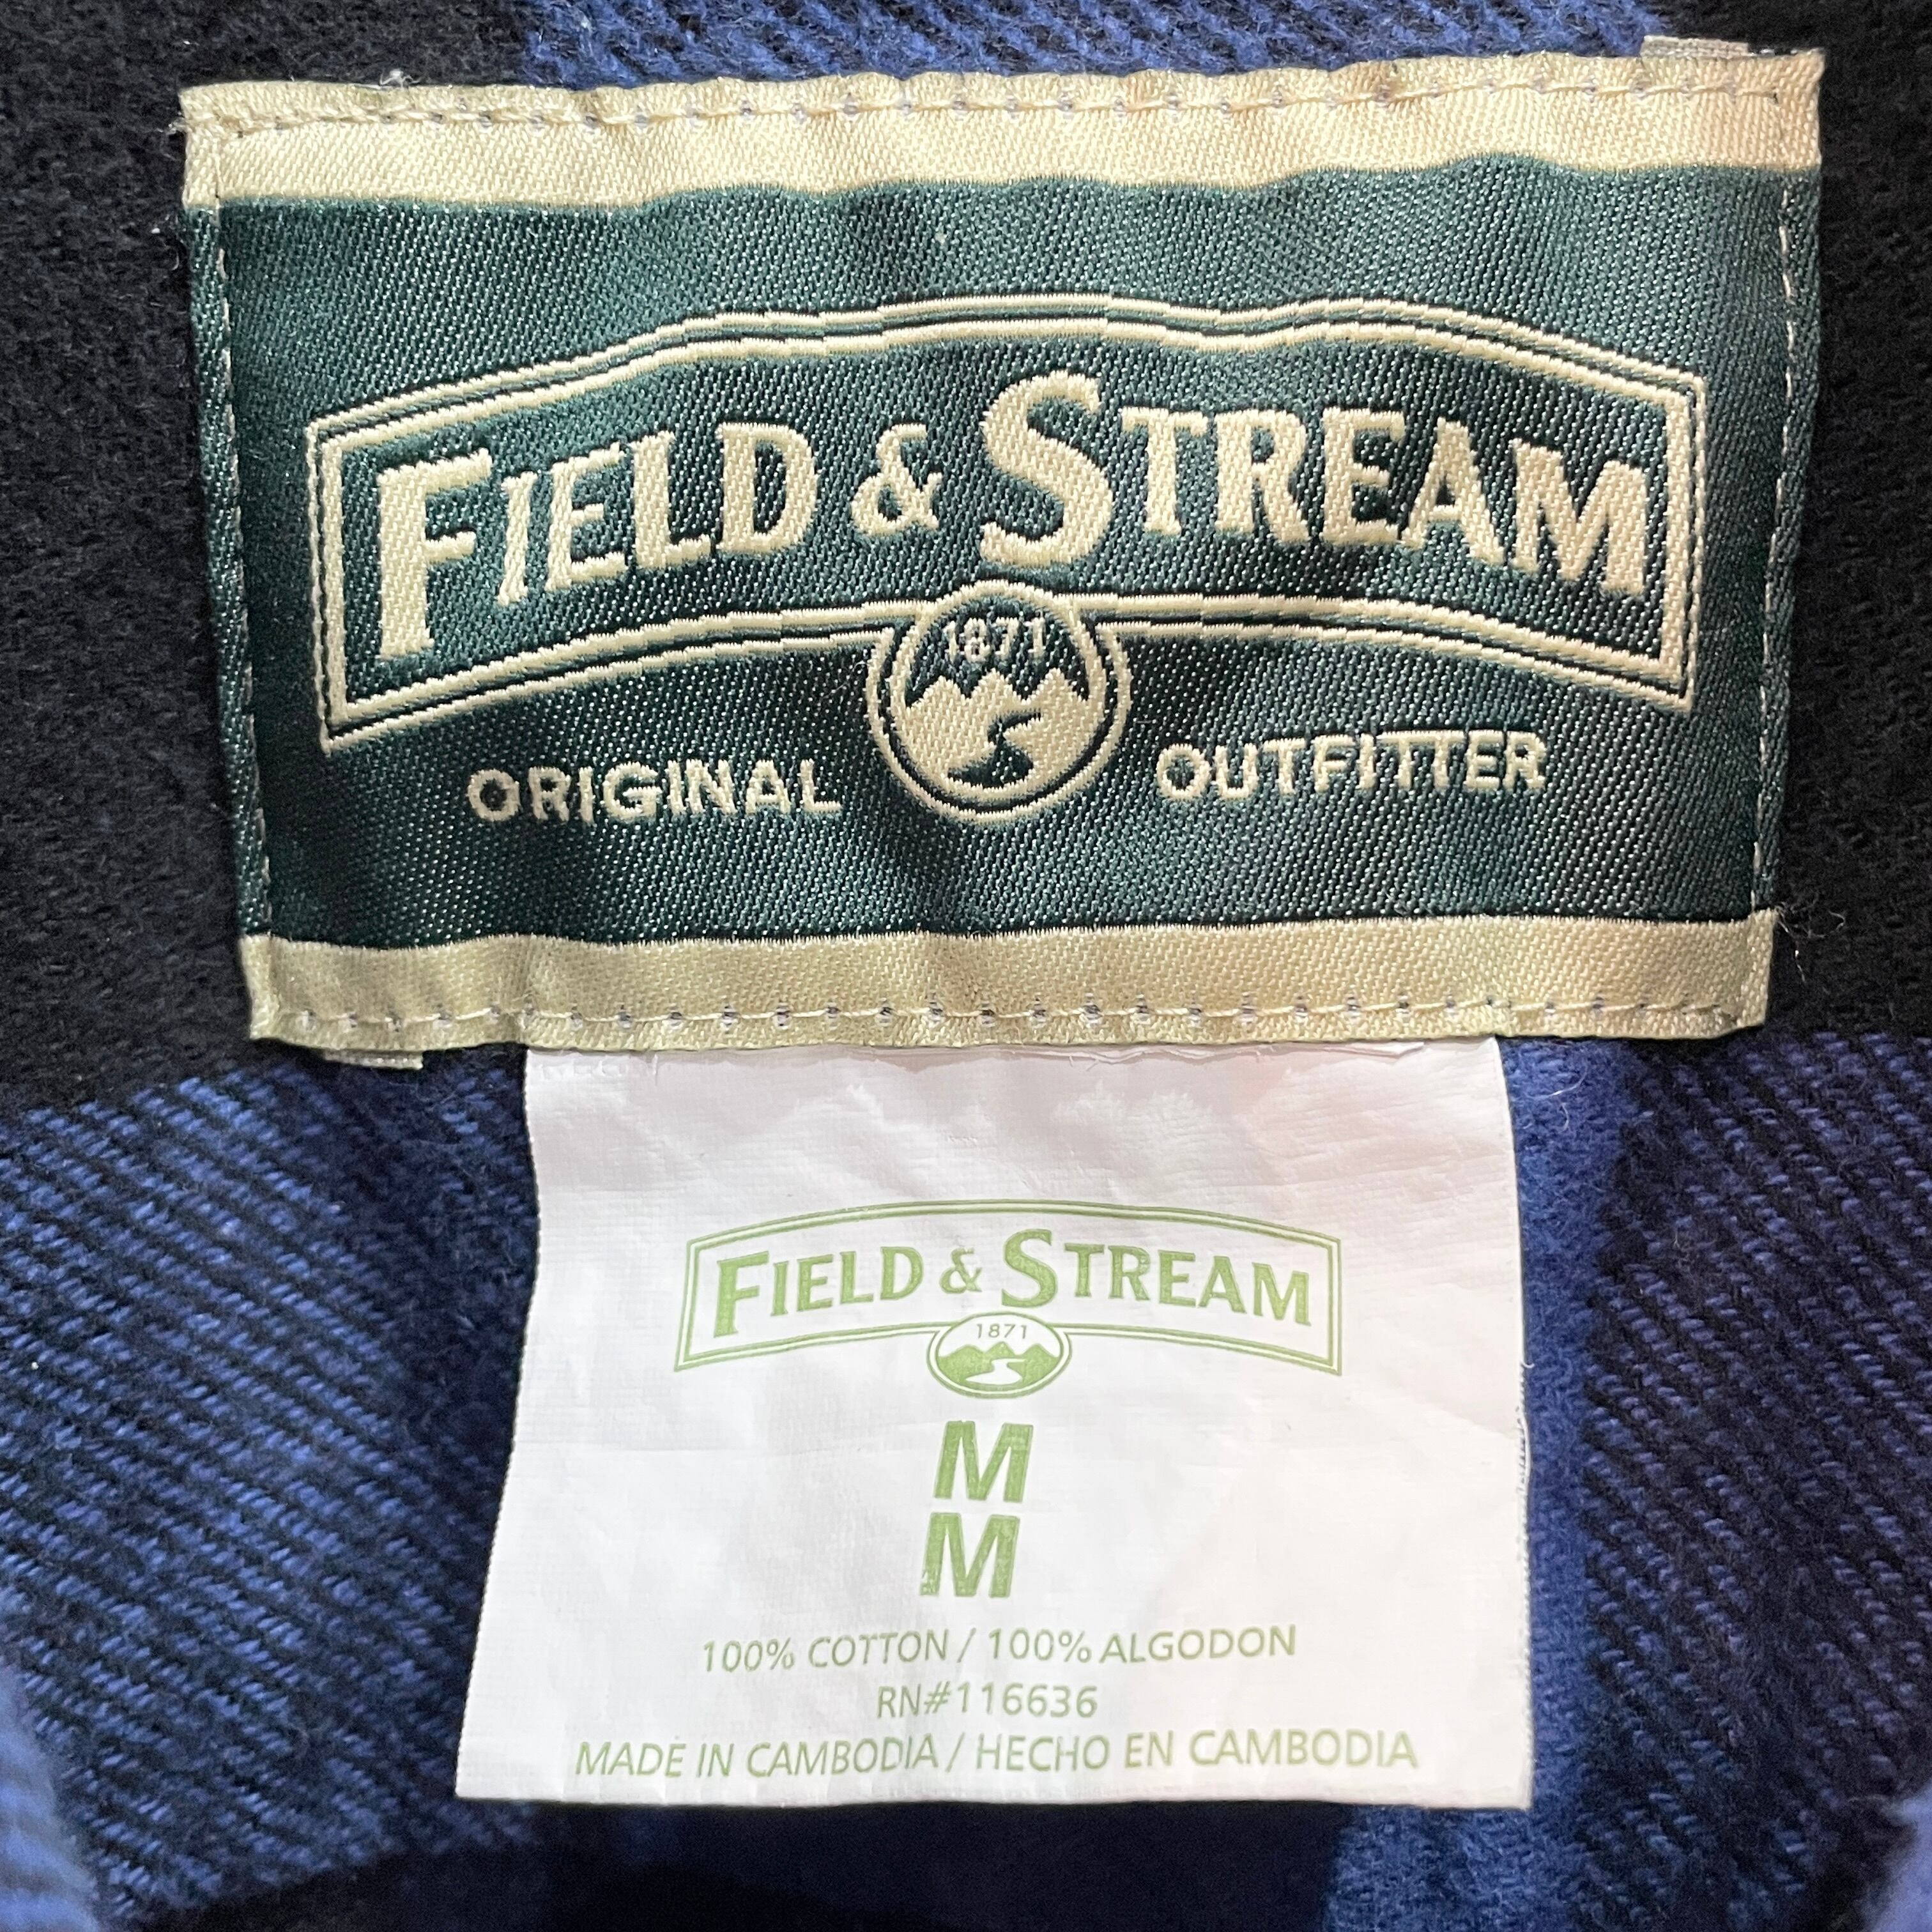 FIELD & STREAM
1871
ORIGINAL OUTFITTER
FIELD & STREAM
1871
M
M
100% COTTON / 100% ALGODON
RN#116636
MADE IN CAMBODIA / HECHO EN CAMBODIA